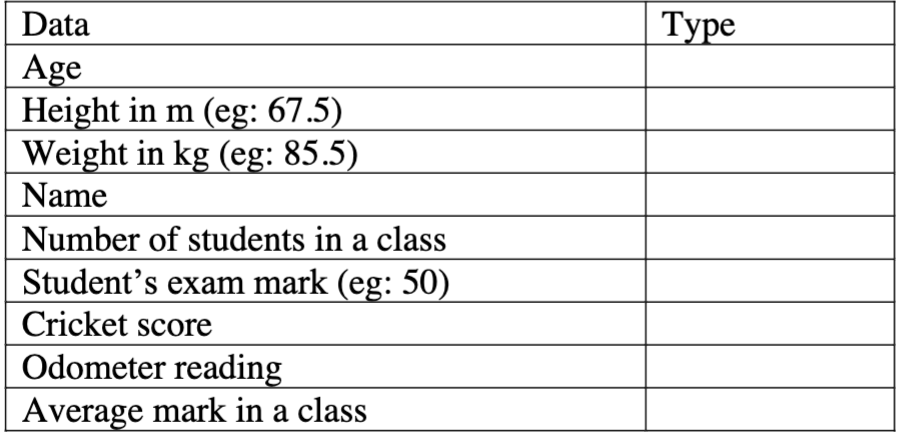 Data Type
Age
Height in m (eg: 67.5)
Weight in kg (eg: 85.5)
Name
Number of students in a class
Student’s exam mark (eg: 50)
Cricket score
Odometer reading
Average mark in a class